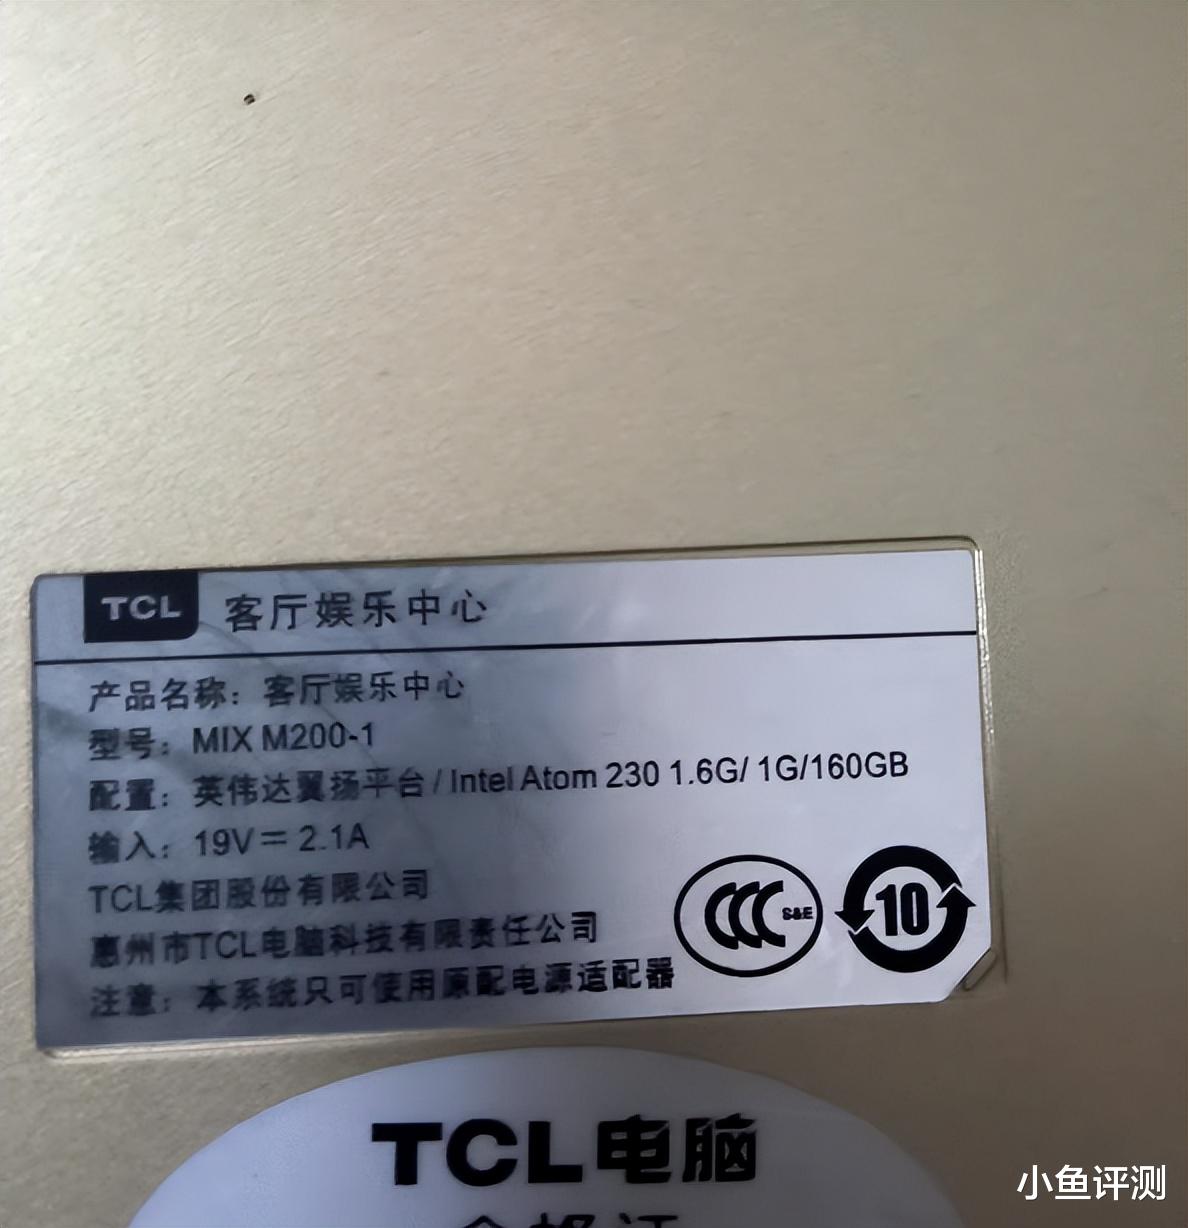 TCL 客厅娱乐中心
产品名称：客厅娱乐中心
型号：MIX M200-1
配置：英伟达翼扬平台/Intel Atom 230 1.6G/ 1G/160GB
输入：19V＝2.1A
TCL集团股份有限公司
惠州市TCL电脑科技有限责任公司
注意：本系统只可使用原配电源适配器
CCC S&E
10
TCL电脑
小鱼评测